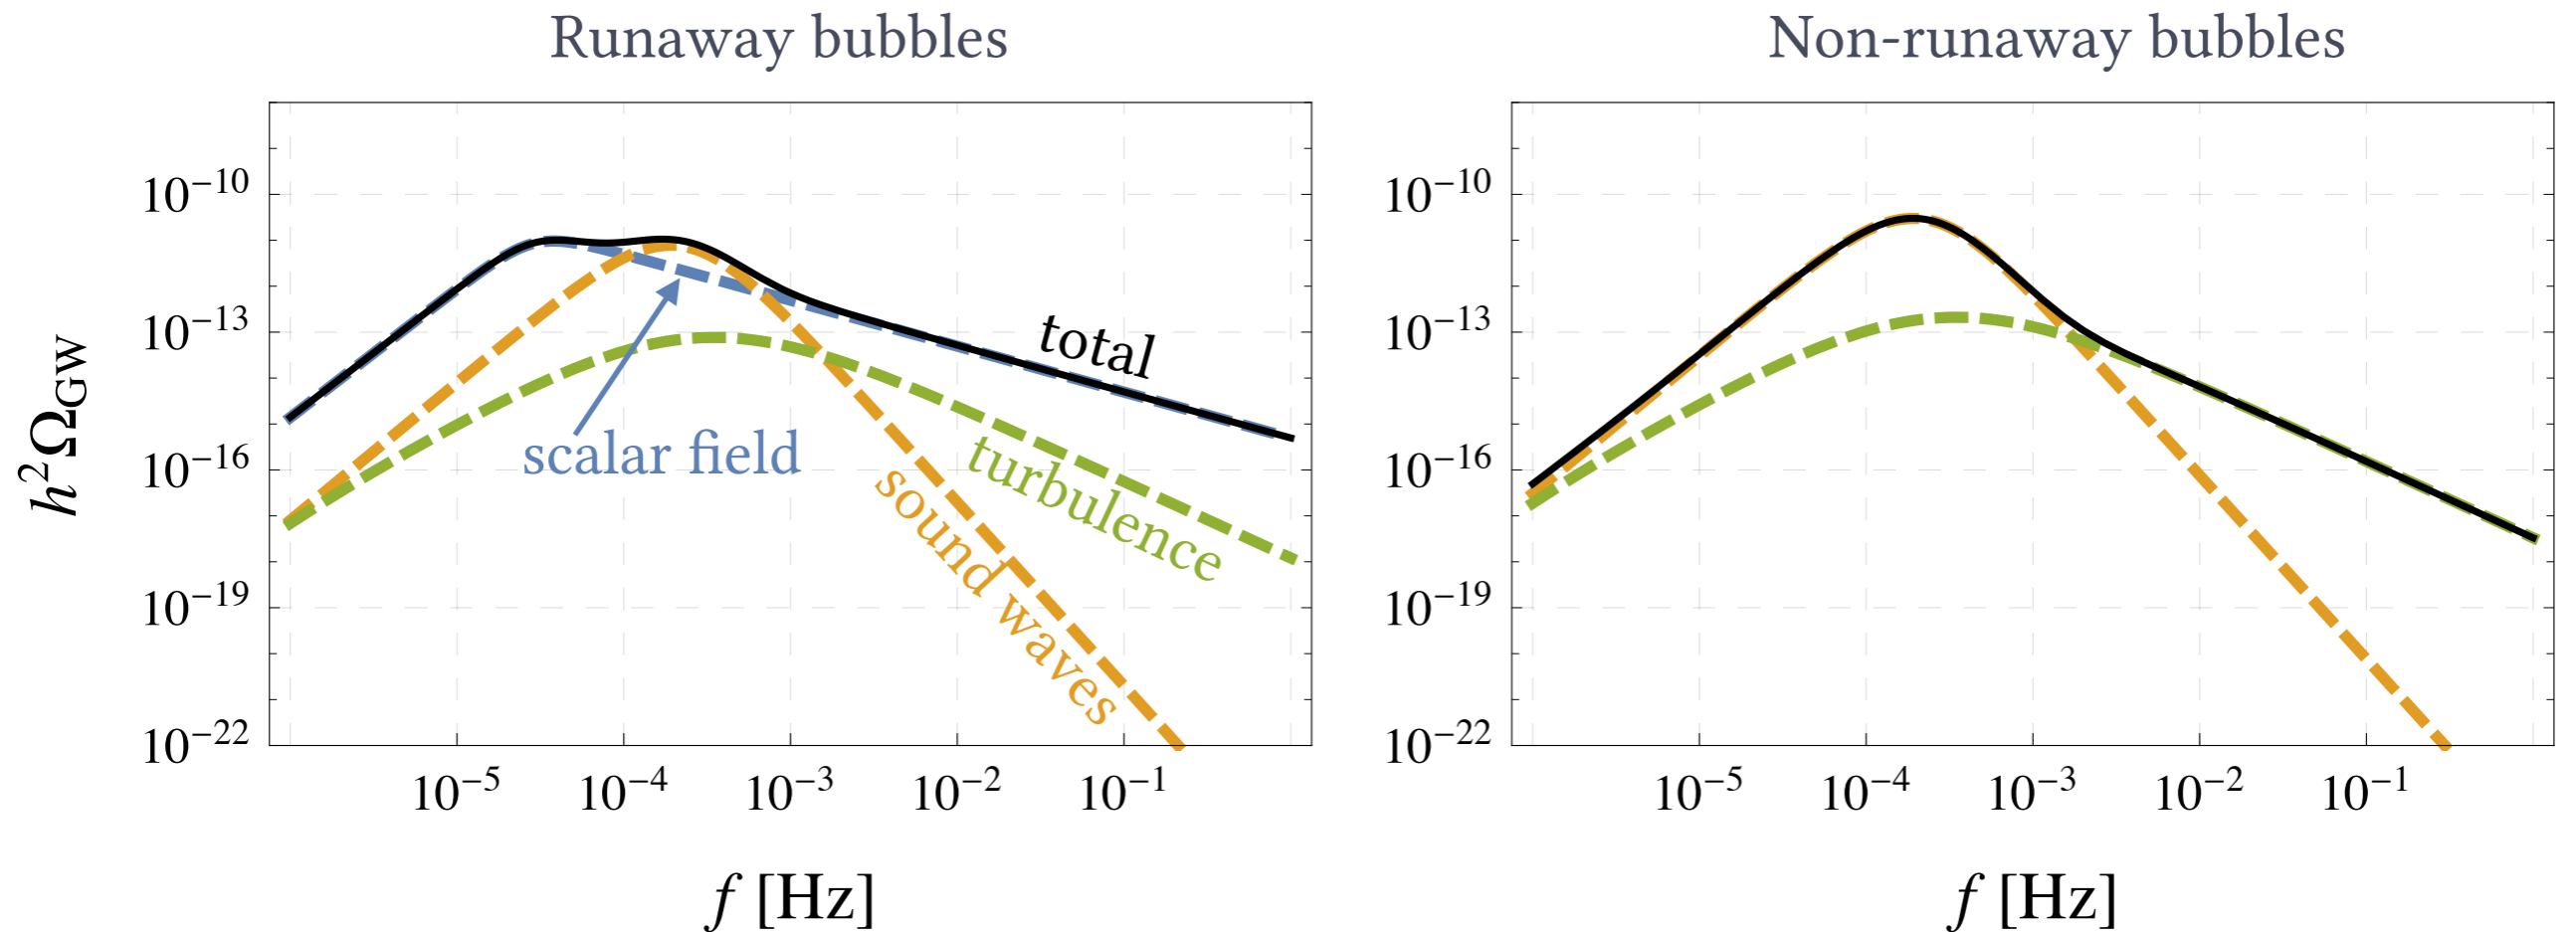 Runaway bubbles
Non-runaway bubbles
h²Ω_GW
10⁻¹⁰
10⁻¹³
10⁻¹⁶
10⁻¹⁹
10⁻²²
total
scalar field
turbulence
sound waves
10⁻⁵ 10⁻⁴ 10⁻³ 10⁻² 10⁻¹
f [Hz]
10⁻¹⁰
10⁻¹³
10⁻¹⁶
10⁻¹⁹
10⁻²²
10⁻⁵ 10⁻⁴ 10⁻³ 10⁻² 10⁻¹
f [Hz]